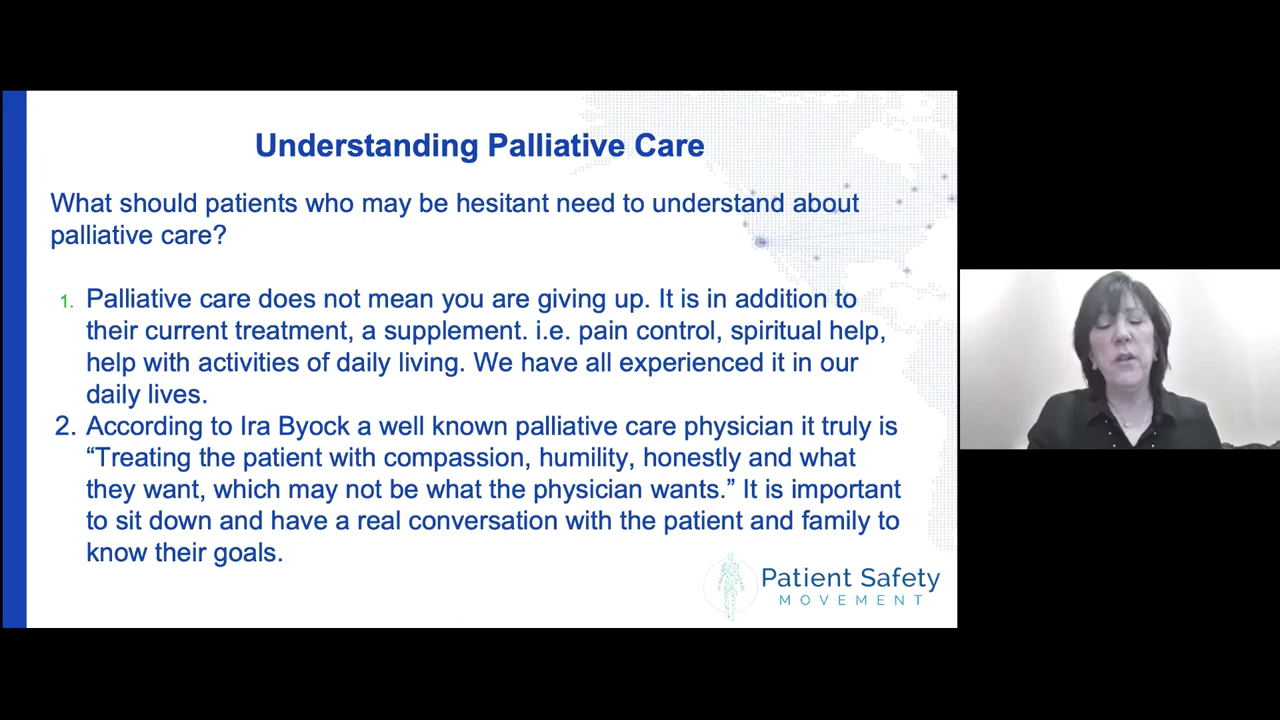 Understanding Palliative Care
What should patients who may be hesitant need to understand about
palliative care?
1. Palliative care does not mean you are giving up. It is in addition to
their current treatment, a supplement. i.e. pain control, spiritual help,
help with activities of daily living. We have all experienced it in our
daily lives.
2. According to Ira Byock a well known palliative care physician it truly is
“Treating the patient with compassion, humility, honestly and what
they want, which may not be what the physician wants.” It is important
to sit down and have a real conversation with the patient and family to
know their goals.
Patient Safety
MOVEMENT